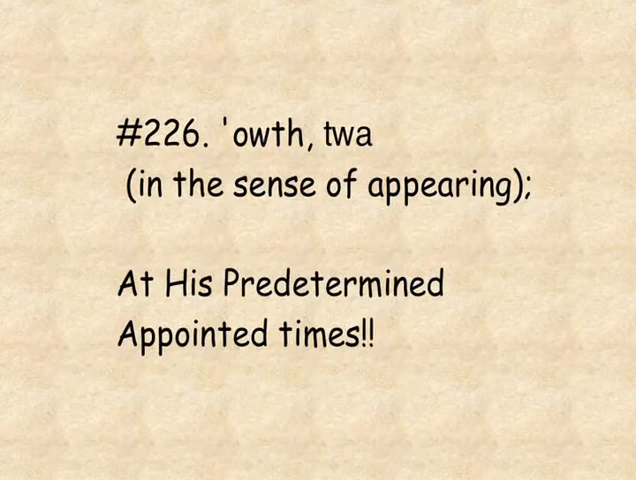 #226. 'owth, twa
(in the sense of appearing);
At His Predetermined
Appointed times!!